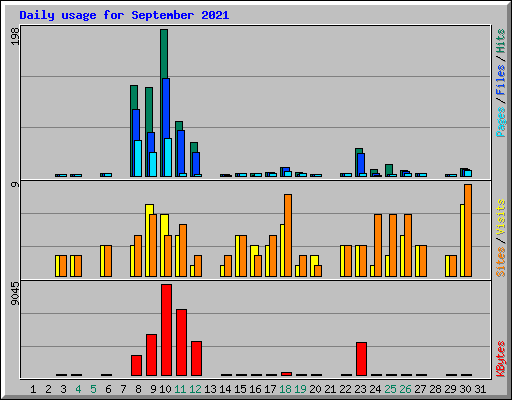 Daily usage for September 2021
198
Pages / Files / Hits
9
Sites / Visits
9045
KBytes
1 2 3 4 5 6 7 8 9 10 11 12 13 14 15 16 17 18 19 20 21 22 23 24 25 26 27 28 29 30 31